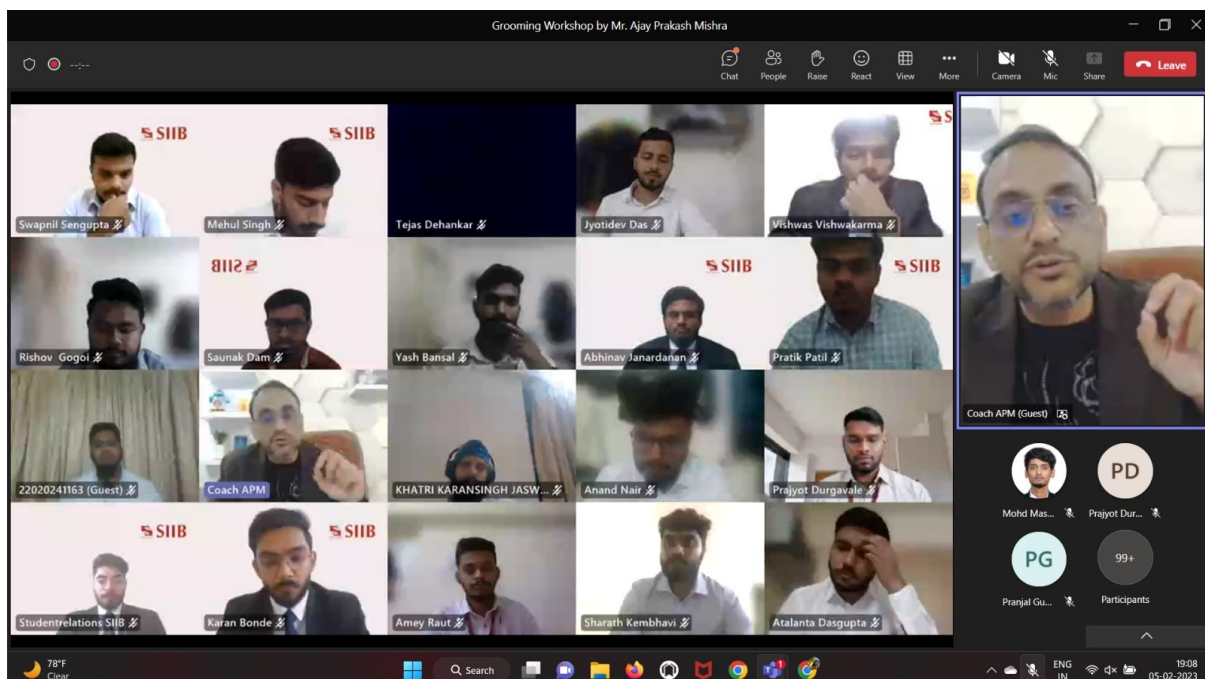 Grooming Workshop by Mr. Ajay Prakash Mishra
--:--
Chat
People
Raise
React
View
More
Camera
Mic
Share
Leave
SIIB
SIIB
S
Swapnil Sengupta
Mehul Singh
Tejas Dehankar
Jyotidev Das
Vishwas Vishwakarma
SIIB
SIIB
SIIB
Rishov Gogoi
Saunak Dam
Yash Bansal
Abhinav Janardanan
Pratik Patil
Coach APM (Guest)
22020241163 (Guest)
Coach APM
KHATRI KARANSINGH JASW...
Anand Nair
Prajyot Durgavale
PD
Mohd Mas...
Prajyot Dur...
SIIB
SIIB
PG
99+
Pranjal Gu...
Participants
Studentrelations SIIB
Karan Bonde
Amey Raut
Sharath Kembhavi
Atalanta Dasgupta
78°F
Clear
Search
1
ENG
IN
19:08
05-02-2023